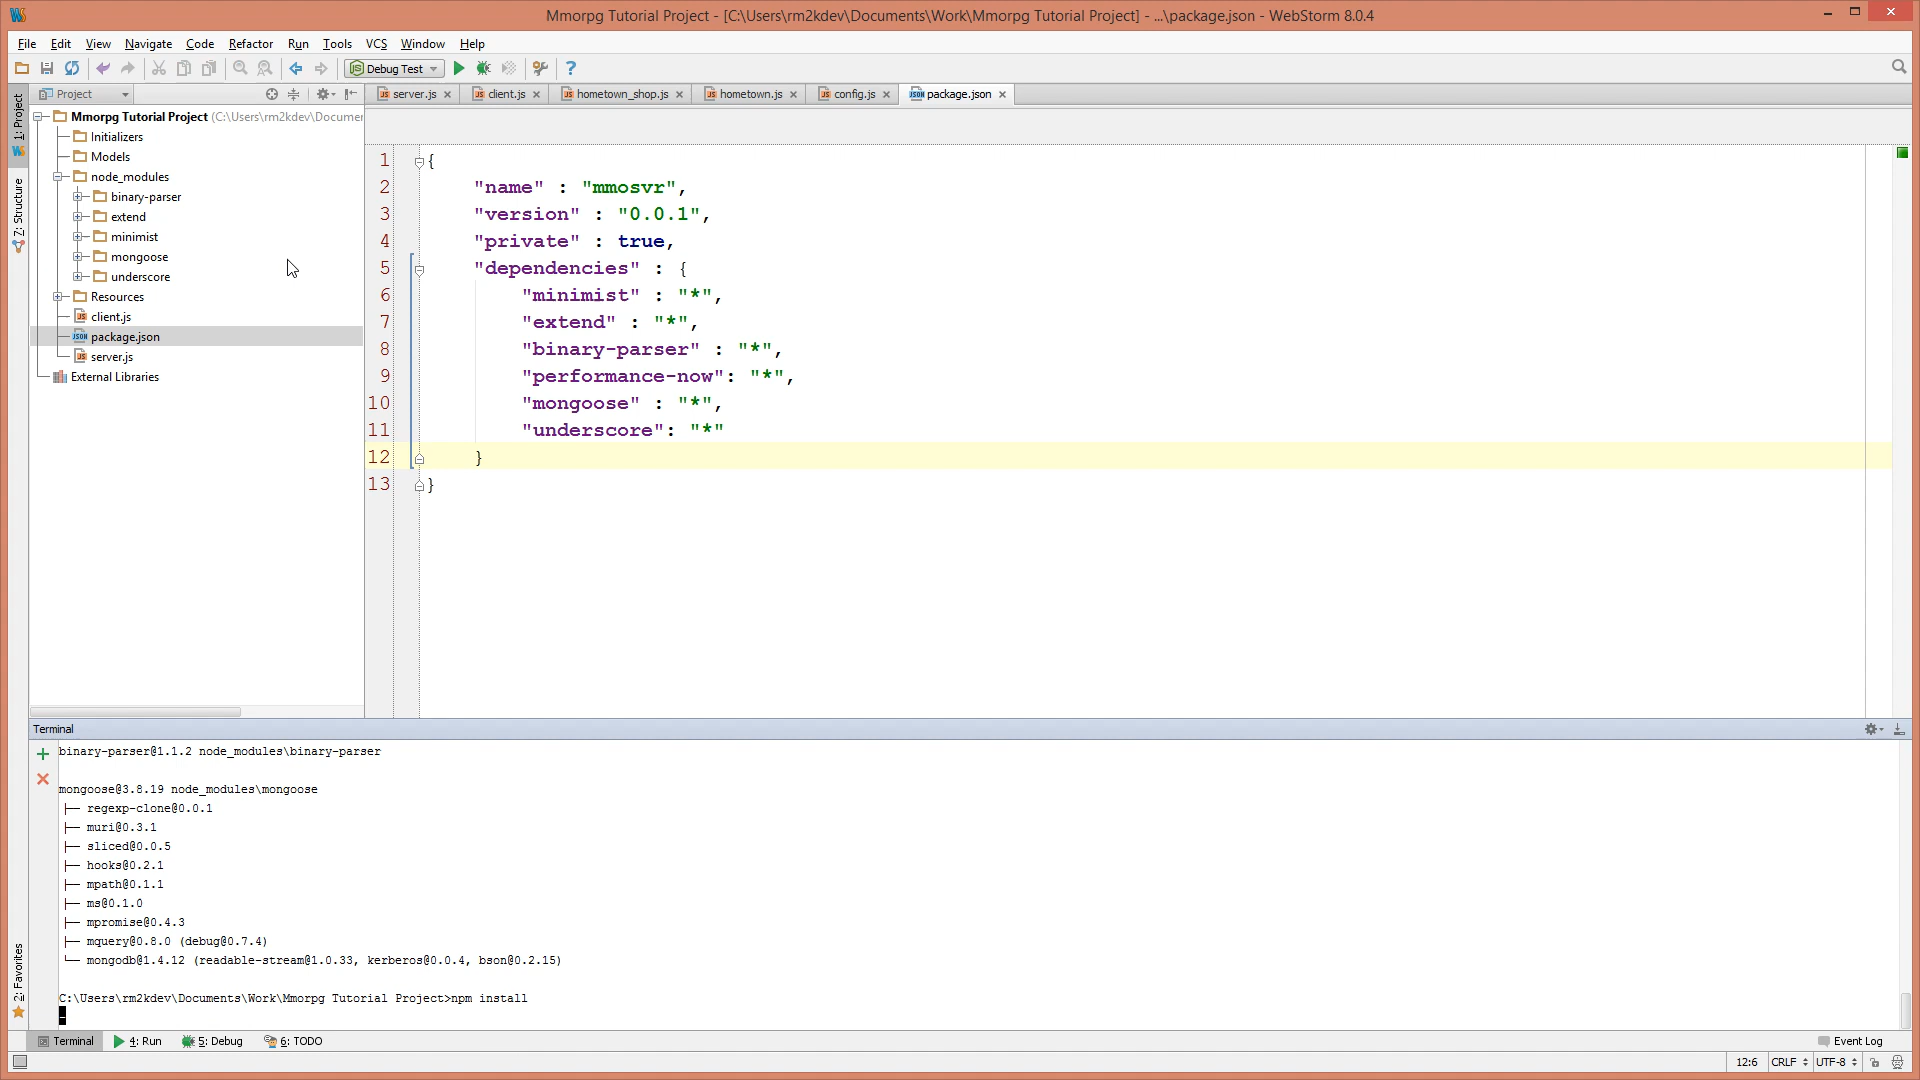 Mmorpg Tutorial Project - [C:\Users\rm2kdev\Documents\Work\Mmorpg Tutorial Project] - ...\package.json - WebStorm 8.0.4
File Edit View Navigate Code Refactor Run Tools VCS Window Help
Debug Test
Project
server.js client.js hometown_shop.js hometown.js config.js package.json
1: Project
Z: Structure
2: Favorites
Mmorpg Tutorial Project (C:\Users\rm2kdev\Documen
Initializers
Models
node_modules
binary-parser
extend
minimist
mongoose
underscore
Resources
client.js
package.json
server.js
External Libraries
1 {
2 "name" : "mmosvr",
3 "version" : "0.0.1",
4 "private" : true,
5 "dependencies" : {
6 "minimist" : "*",
7 "extend" : "*",
8 "binary-parser" : "*",
9 "performance-now": "*",
10 "mongoose" : "*",
11 "underscore": "*"
12 }
13 }
Terminal
binary-parser@1.1.2 node_modules\binary-parser
mongoose@3.8.19 node_modules\mongoose
├── regexp-clone@0.0.1
├── muri@0.3.1
├── sliced@0.0.5
├── hooks@0.2.1
├── mpath@0.1.1
├── ms@0.1.0
├── mpromise@0.4.3
├── mquery@0.8.0 (debug@0.7.4)
└── mongodb@1.4.12 (readable-stream@1.0.33, kerberos@0.0.4, bson@0.2.15)
C:\Users\rm2kdev\Documents\Work\Mmorpg Tutorial Project>npm install
Terminal 4: Run 5: Debug 6: TODO Event Log
12:6 CRLF UTF-8